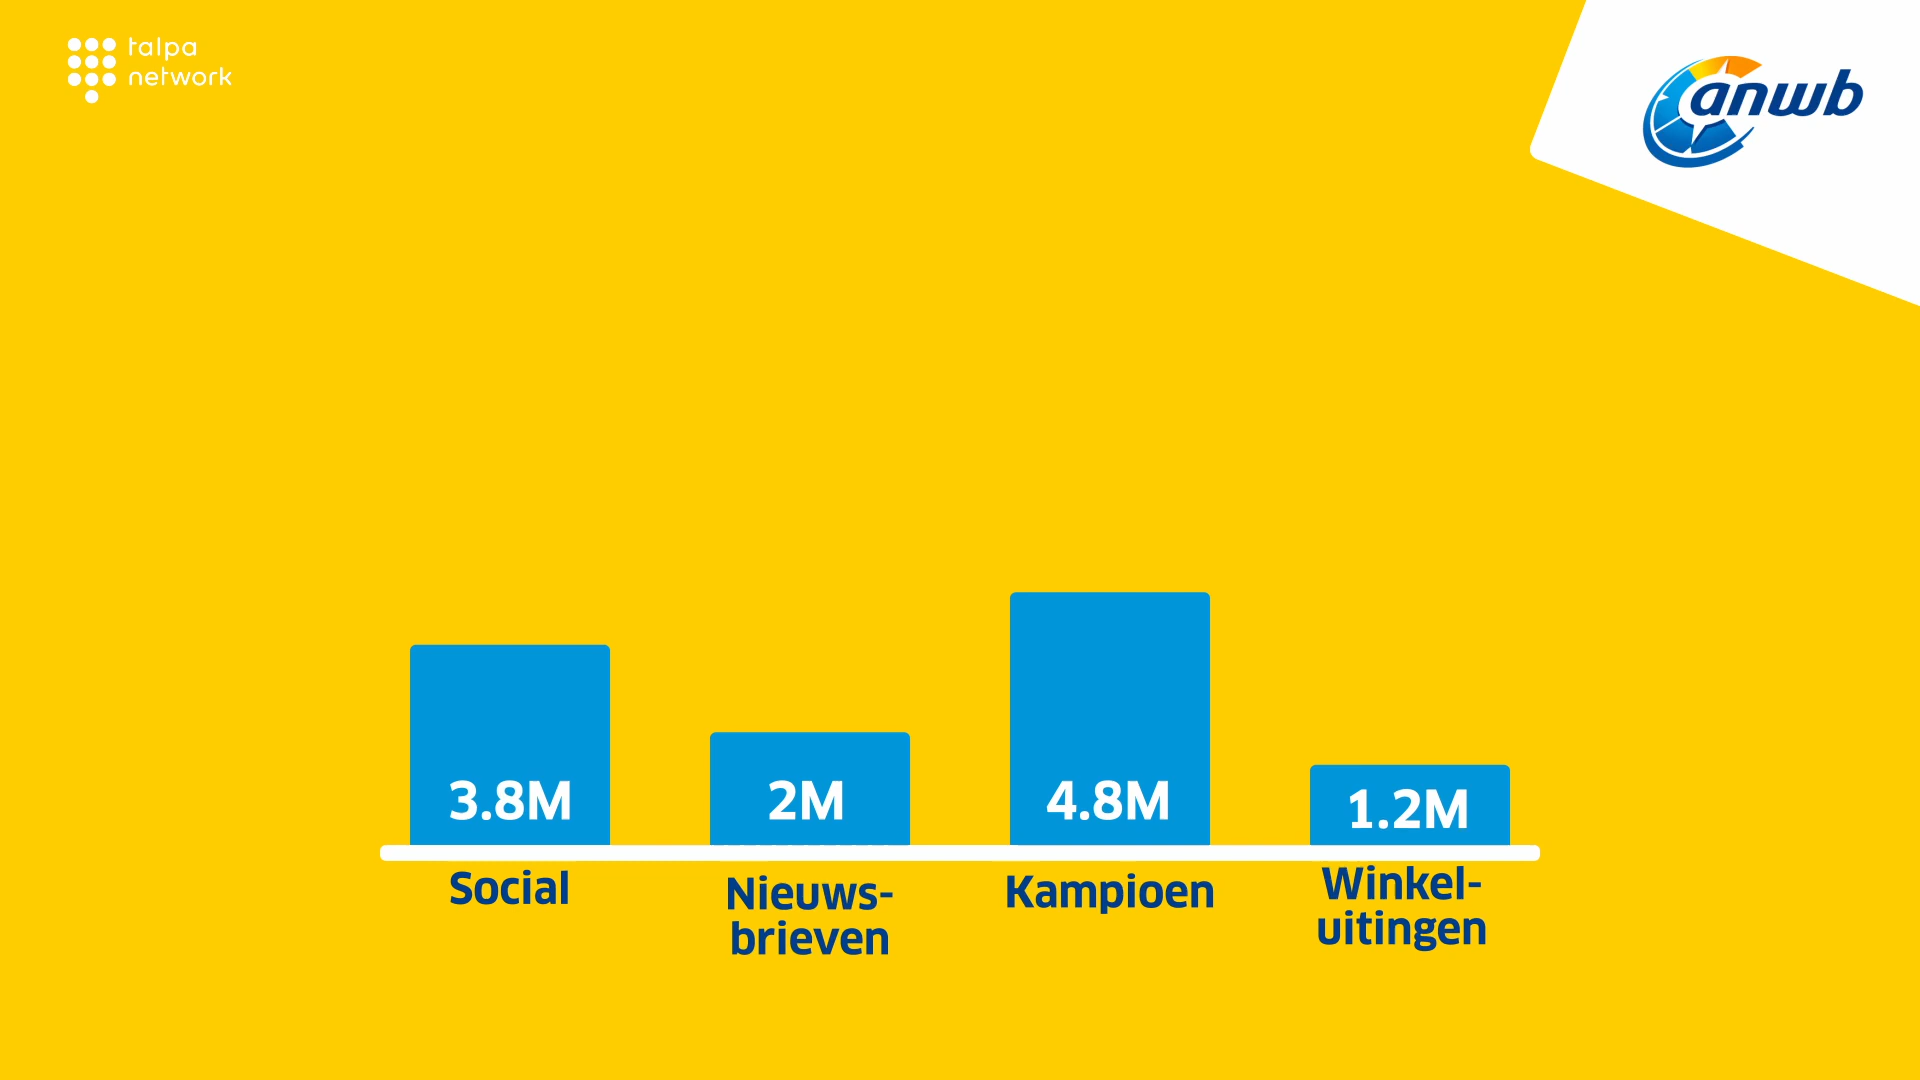 talpa
network
anwb
3.8M
2M
4.8M
1.2M
Social
Nieuws-
brieven
Kampioen
Winkel-
uitingen